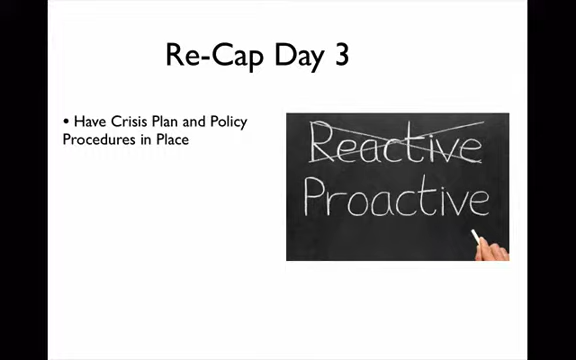 Re-Cap Day 3
• Have Crisis Plan and Policy
Procedures in Place
Reactive
Proactive